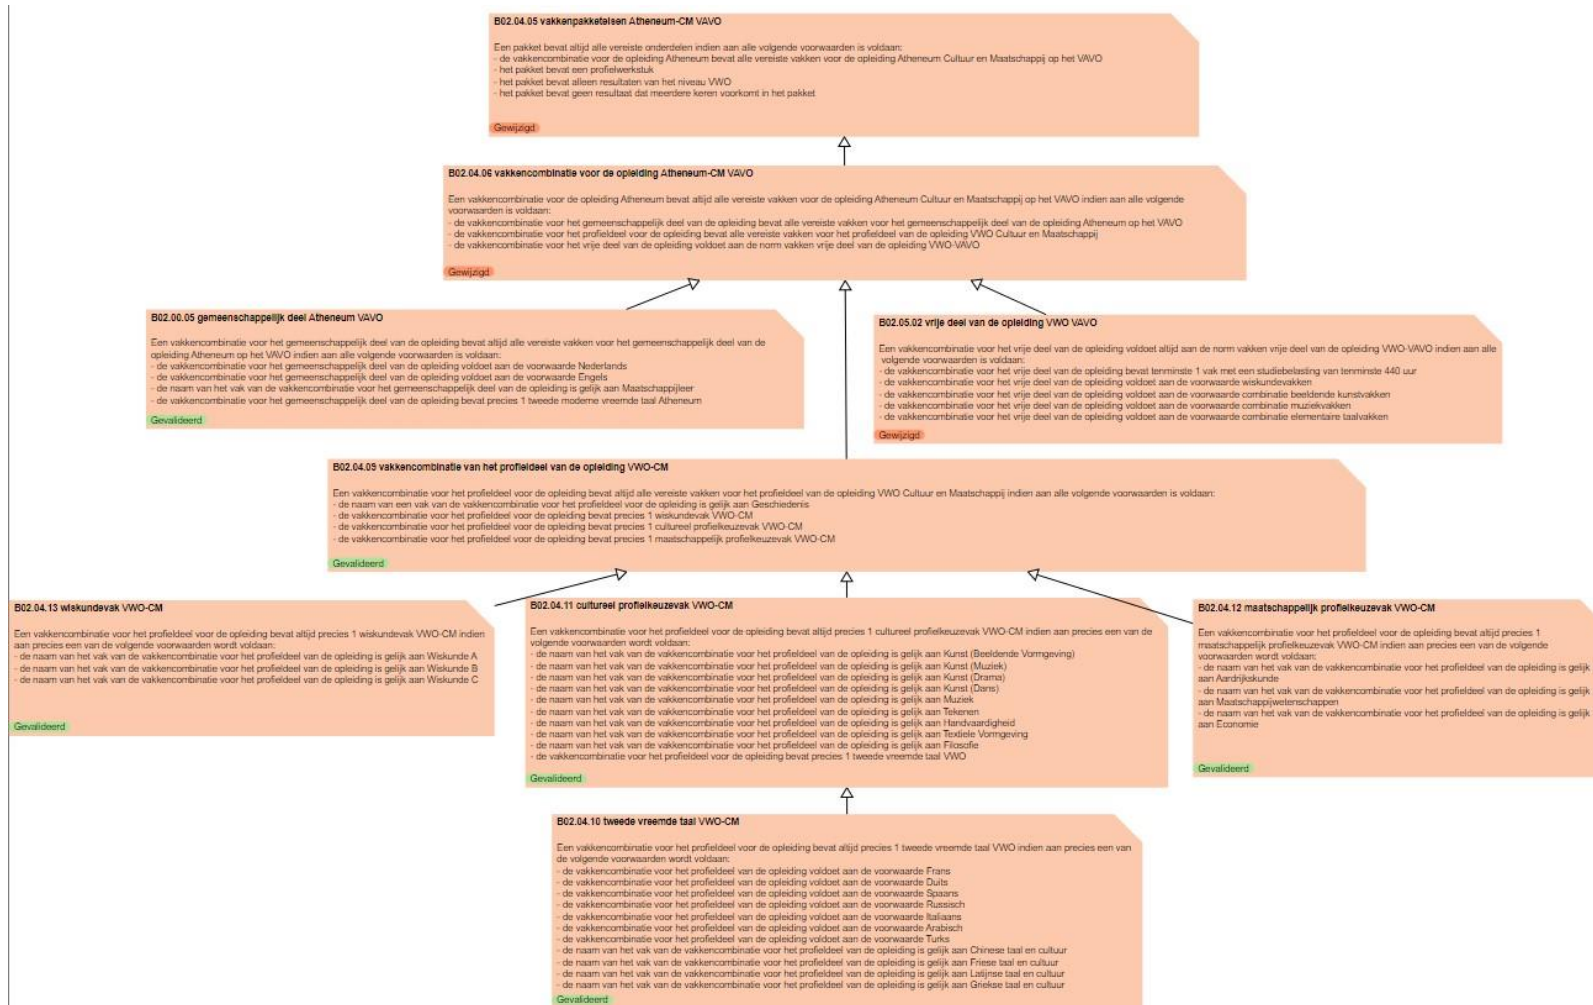 B02.04.05 vakkenpakketeisen Atheneum-CM VAVO
Een pakket bevat altijd alle vereiste onderdelen indien aan alle volgende voorwaarden is voldaan:
- de vakkencombinatie voor de opleiding Atheneum bevat alle vereiste vakken voor de opleiding Atheneum Cultuur en Maatschappij op het VAVO
- het pakket bevat een profielwerkstuk
- het pakket bevat alleen resultaten van het niveau VWO
- het pakket bevat geen resultaat dat meerdere keren voorkomt in het pakket
Gewijzigd
B02.04.06 vakkencombinatie voor de opleiding Atheneum-CM VAVO
Een vakkencombinatie voor de opleiding Atheneum bevat altijd alle vereiste vakken voor de opleiding Atheneum Cultuur en Maatschappij op het VAVO indien aan alle volgende
voorwaarden is voldaan:
- de vakkencombinatie voor het gemeenschappelijk deel van de opleiding bevat alle vereiste vakken voor het gemeenschappelijk deel van de opleiding Atheneum op het VAVO
- de vakkencombinatie voor het profieldeel voor de opleiding bevat alle vereiste vakken voor het profieldeel van de opleiding VWO Cultuur en Maatschappij
- de vakkencombinatie voor het vrije deel van de opleiding voldoet aan de norm vakken vrije deel van de opleiding VWO-VAVO
Gewijzigd
B02.00.05 gemeenschappelijk deel Atheneum VAVO
Een vakkencombinatie voor het gemeenschappelijk deel van de opleiding bevat altijd alle vereiste vakken voor het gemeenschappelijk deel van de
opleiding Atheneum op het VAVO indien aan alle volgende voorwaarden is voldaan:
- de vakkencombinatie voor het gemeenschappelijk deel van de opleiding voldoet aan de voorwaarde Nederlands
- de vakkencombinatie voor het gemeenschappelijk deel van de opleiding voldoet aan de voorwaarde Engels
- de naam van het vak van de vakkencombinatie voor het gemeenschappelijk deel van de opleiding is gelijk aan Maatschappijleer
- de vakkencombinatie voor het gemeenschappelijk deel van de opleiding bevat precies 1 tweede moderne vreemde taal Atheneum
Gevalideerd
B02.05.02 vrije deel van de opleiding VWO VAVO
Een vakkencombinatie voor het vrije deel van de opleiding voldoet altijd aan de norm vakken vrije deel van de opleiding VWO-VAVO indien aan alle
volgende voorwaarden is voldaan:
- de vakkencombinatie voor het vrije deel van de opleiding bevat tenminste 1 vak met een studiebelasting van tenminste 440 uur
- de vakkencombinatie voor het vrije deel van de opleiding voldoet aan de voorwaarde wiskundevakken
- de vakkencombinatie voor het vrije deel van de opleiding voldoet aan de voorwaarde combinatie beeldende kunstvakken
- de vakkencombinatie voor het vrije deel van de opleiding voldoet aan de voorwaarde combinatie muziekvakken
- de vakkencombinatie voor het vrije deel van de opleiding voldoet aan de voorwaarde combinatie elementaire taalvakken
Gewijzigd
B02.04.09 vakkencombinatie van het profieldeel van de opleiding VWO-CM
Een vakkencombinatie voor het profieldeel voor de opleiding bevat altijd alle vereiste vakken voor het profieldeel van de opleiding VWO Cultuur en Maatschappij indien aan alle volgende voorwaarden is voldaan:
- de naam van een vak van de vakkencombinatie voor het profieldeel voor de opleiding is gelijk aan Geschiedenis
- de vakkencombinatie voor het profieldeel voor de opleiding bevat precies 1 wiskundevak VWO-CM
- de vakkencombinatie voor het profieldeel voor de opleiding bevat precies 1 cultureel profielkeuzevak VWO-CM
- de vakkencombinatie voor het profieldeel voor de opleiding bevat precies 1 maatschappelijk profielkeuzevak VWO-CM
Gevalideerd
B02.04.13 wiskundevak VWO-CM
Een vakkencombinatie voor het profieldeel voor de opleiding bevat altijd precies 1 wiskundevak VWO-CM indien
aan precies een van de volgende voorwaarden wordt voldaan:
- de naam van het vak van de vakkencombinatie voor het profieldeel van de opleiding is gelijk aan Wiskunde A
- de naam van het vak van de vakkencombinatie voor het profieldeel van de opleiding is gelijk aan Wiskunde B
- de naam van het vak van de vakkencombinatie voor het profieldeel van de opleiding is gelijk aan Wiskunde C
Gevalideerd
B02.04.11 cultureel profielkeuzevak VWO-CM
Een vakkencombinatie voor het profieldeel voor de opleiding bevat altijd precies 1 cultureel profielkeuzevak VWO-CM indien aan precies een van de
volgende voorwaarden wordt voldaan:
- de naam van het vak van de vakkencombinatie voor het profieldeel van de opleiding is gelijk aan Kunst (Beeldende Vormgeving)
- de naam van het vak van de vakkencombinatie voor het profieldeel van de opleiding is gelijk aan Kunst (Muziek)
- de naam van het vak van de vakkencombinatie voor het profieldeel van de opleiding is gelijk aan Kunst (Drama)
- de naam van het vak van de vakkencombinatie voor het profieldeel van de opleiding is gelijk aan Kunst (Dans)
- de naam van het vak van de vakkencombinatie voor het profieldeel van de opleiding is gelijk aan Muziek
- de naam van het vak van de vakkencombinatie voor het profieldeel van de opleiding is gelijk aan Tekenen
- de naam van het vak van de vakkencombinatie voor het profieldeel van de opleiding is gelijk aan Handvaardigheid
- de naam van het vak van de vakkencombinatie voor het profieldeel van de opleiding is gelijk aan Textiele Vormgeving
- de naam van het vak van de vakkencombinatie voor het profieldeel van de opleiding is gelijk aan Filosofie
- de vakkencombinatie voor het profieldeel voor de opleiding bevat precies 1 tweede vreemde taal VWO
Gevalideerd
B02.04.12 maatschappelijk profielkeuzevak VWO-CM
Een vakkencombinatie voor het profieldeel voor de opleiding bevat altijd precies 1
maatschappelijk profielkeuzevak VWO-CM indien aan precies een van de volgende
voorwaarden wordt voldaan:
- de naam van het vak van de vakkencombinatie voor het profieldeel van de opleiding is gelijk
aan Aardrijkskunde
- de naam van het vak van de vakkencombinatie voor het profieldeel van de opleiding is gelijk
aan Maatschappijwetenschappen
- de naam van het vak van de vakkencombinatie voor het profieldeel van de opleiding is gelijk
aan Economie
Gevalideerd
B02.04.10 tweede vreemde taal VWO-CM
Een vakkencombinatie voor het profieldeel voor de opleiding bevat altijd precies 1 tweede vreemde taal VWO indien aan precies een van
de volgende voorwaarden wordt voldaan:
- de vakkencombinatie voor het profieldeel van de opleiding voldoet aan de voorwaarde Frans
- de vakkencombinatie voor het profieldeel van de opleiding voldoet aan de voorwaarde Duits
- de vakkencombinatie voor het profieldeel van de opleiding voldoet aan de voorwaarde Spaans
- de vakkencombinatie voor het profieldeel van de opleiding voldoet aan de voorwaarde Russisch
- de vakkencombinatie voor het profieldeel van de opleiding voldoet aan de voorwaarde Italiaans
- de vakkencombinatie voor het profieldeel van de opleiding voldoet aan de voorwaarde Arabisch
- de vakkencombinatie voor het profieldeel van de opleiding voldoet aan de voorwaarde Turks
- de naam van het vak van de vakkencombinatie voor het profieldeel van de opleiding is gelijk aan Chinese taal en cultuur
- de naam van het vak van de vakkencombinatie voor het profieldeel van de opleiding is gelijk aan Friese taal en cultuur
- de naam van het vak van de vakkencombinatie voor het profieldeel van de opleiding is gelijk aan Latijnse taal en cultuur
- de naam van het vak van de vakkencombinatie voor het profieldeel van de opleiding is gelijk aan Griekse taal en cultuur
Gevalideerd